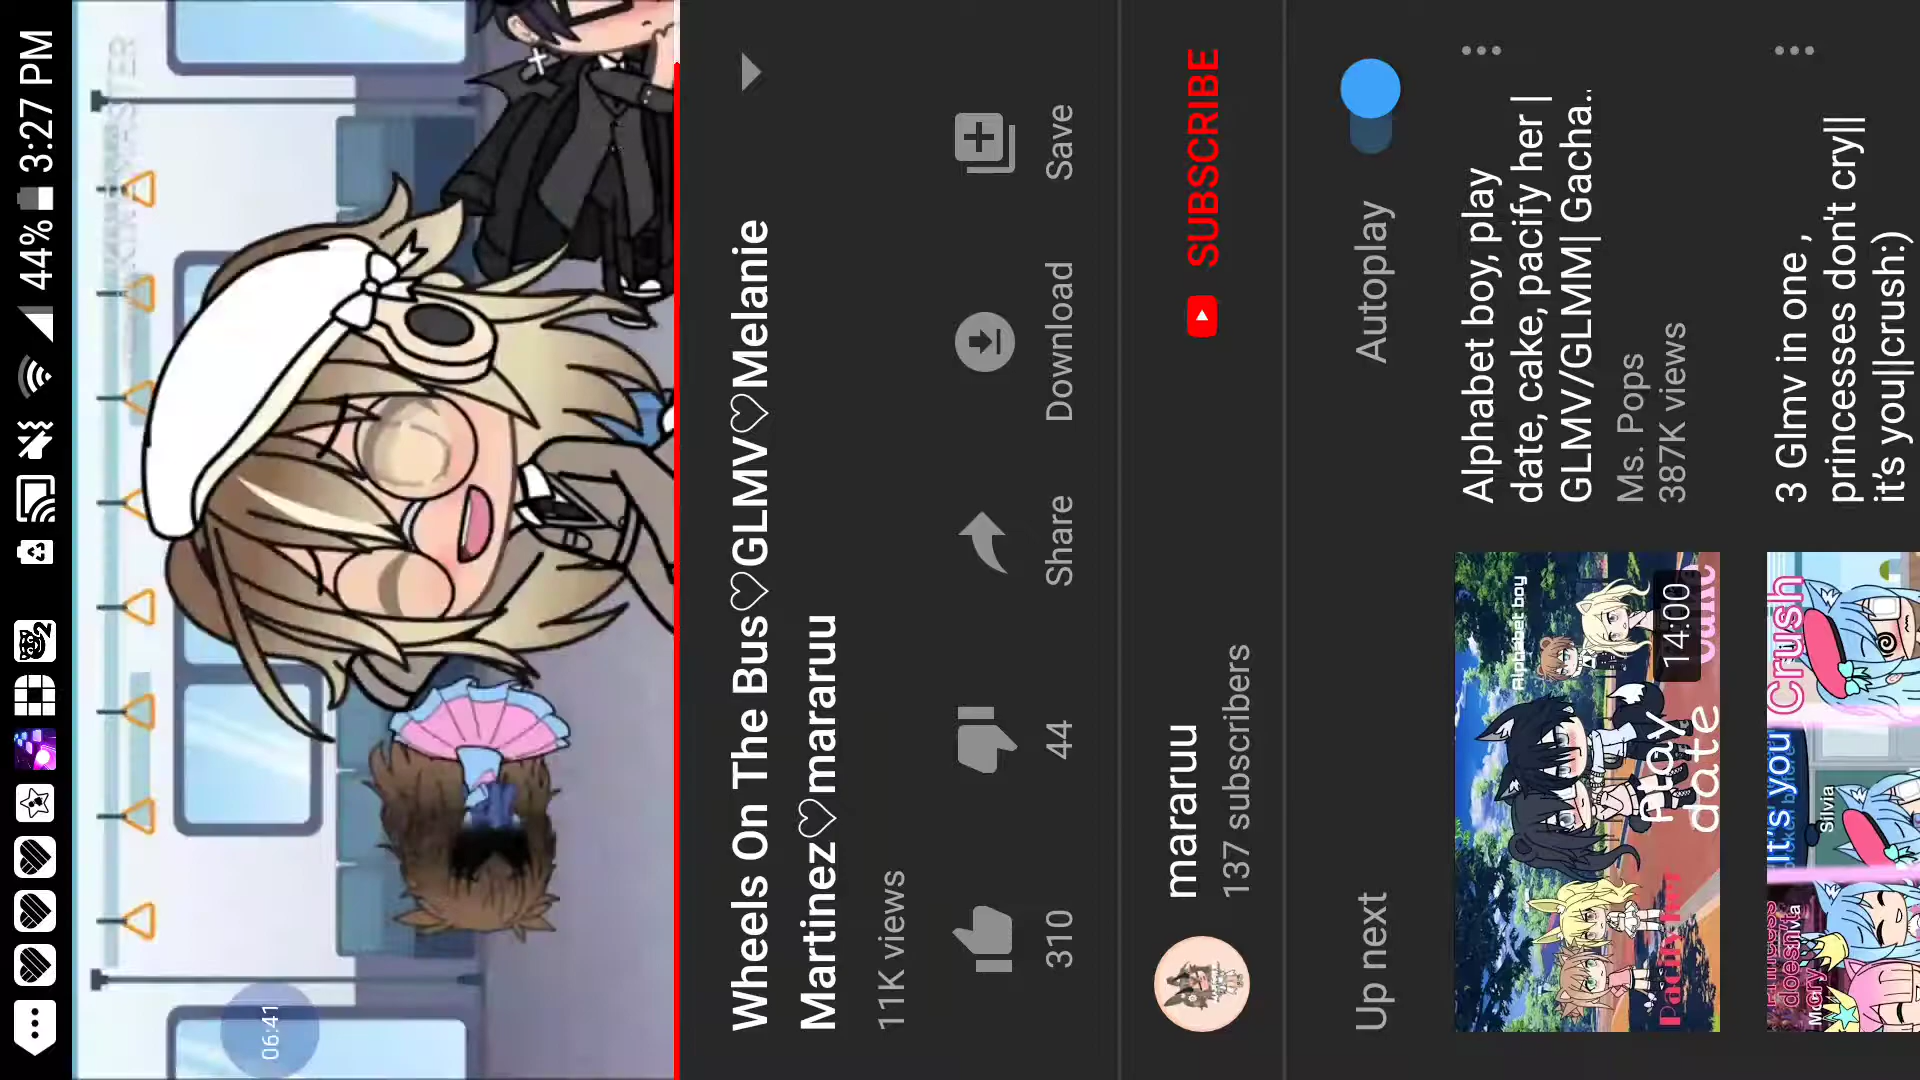 44% 3:27 PM
06:41
Wheels On The Bus♡GLMV♡Melanie
Martinez♡mararuu
11K views
310
44
Share
Download
Save
mararuu
137 subscribers
SUBSCRIBE
Up next
Autoplay
Alphabet boy
Play
date
Cake
14:00
Alphabet boy, play
date, cake, pacify her |
GLMV/GLMM| Gacha..
Ms. Pops
387K views
Crush
it's you
Silvia
doesn't
cry
3 Glmv in one ,
princesses don't cry||
it's you||crush:)